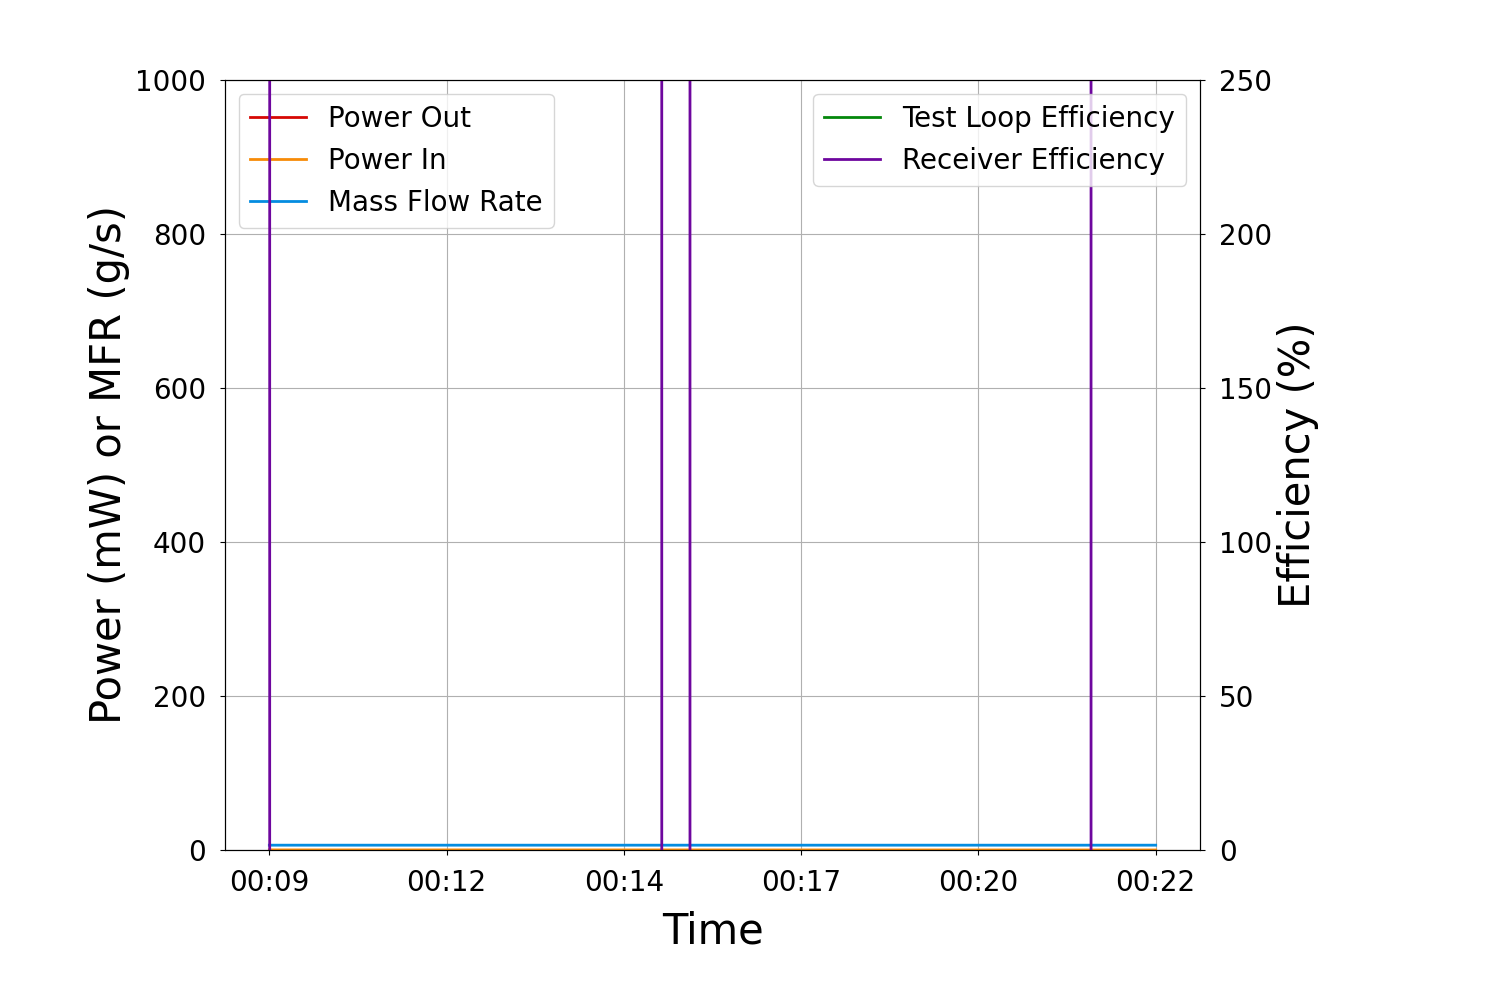 1000
800
600
400
200
0
Power (mW) or MFR (g/s)
Power Out
Power In
Mass Flow Rate
Test Loop Efficiency
Receiver Efficiency
250
200
150
100
50
0
Efficiency (%)
00:09 00:12 00:14 00:17 00:20 00:22
Time